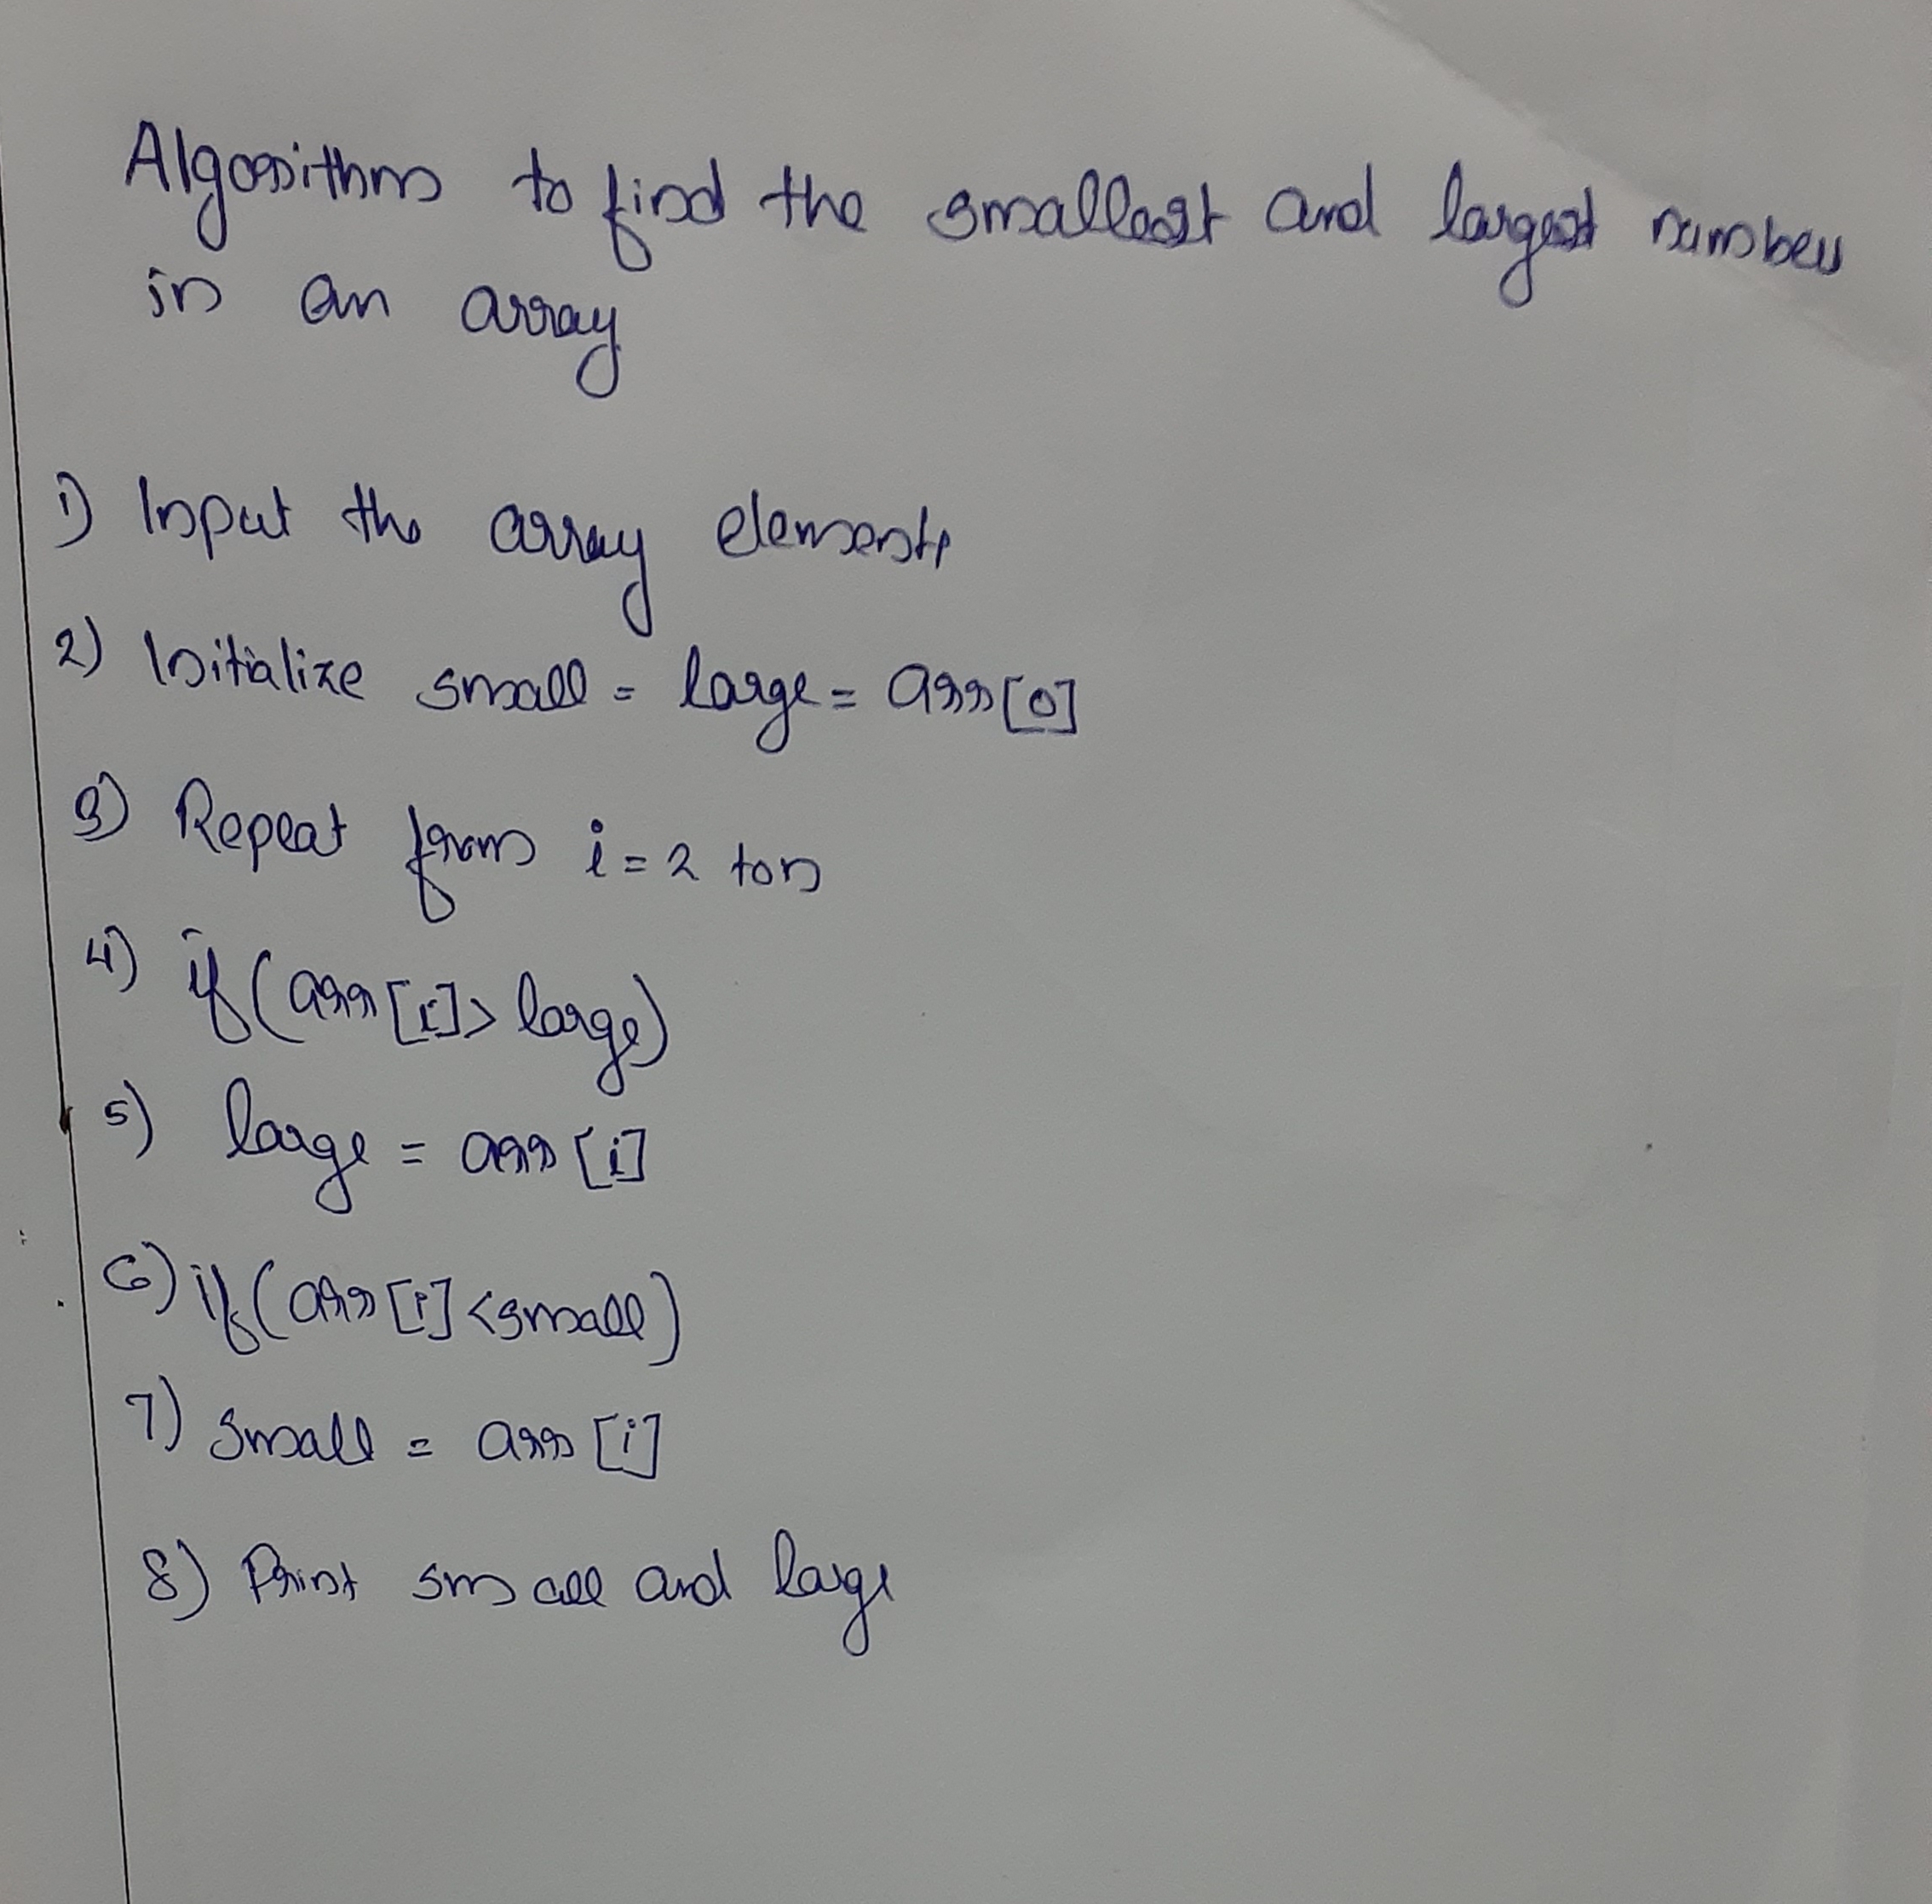 Algorithm to find the smallest and largest number
in an array
1) Input the array elements
2) Initialize small = large = arr[0]
3) Repeat from i = 2 to n
4) if (arr[i] > large)
5) large = arr[i]
6) if (arr[i] < small)
7) small = arr[i]
8) Print small and large